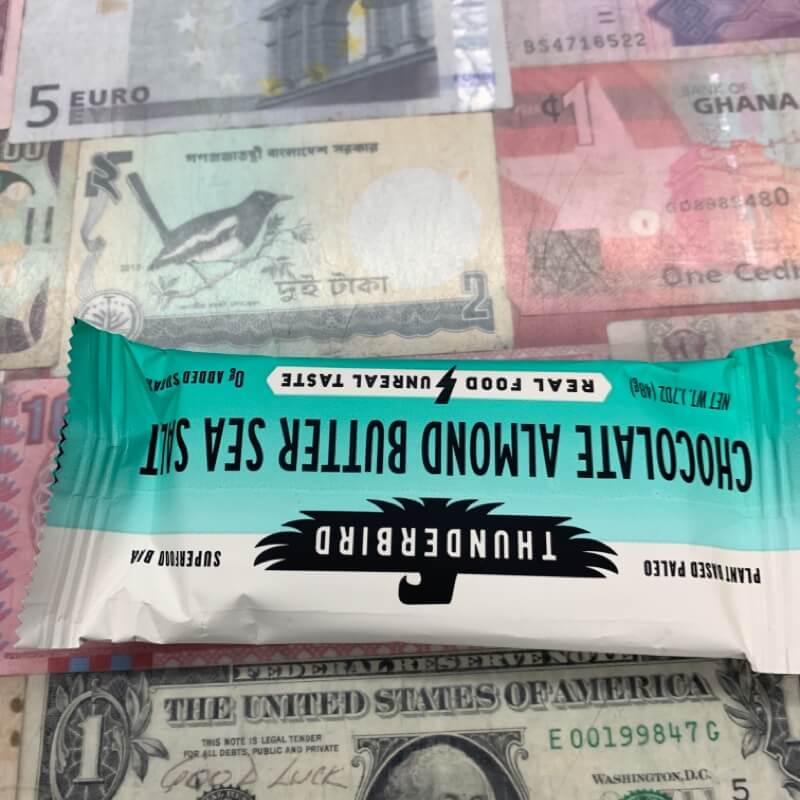 5 EURO
BS4716522
¢1
BANK OF
GHANA
480
One Cedi
গণপ্রজাতন্ত্রী বাংলাদেশ সরকার
২
দুই টাকা
2
10
PLANT BASED PALEO
THUNDERBIRD
SUPERFOOD BAR
CHOCOLATE ALMOND BUTTER SEA SALT
NET WT. 1.7OZ (48g)
REAL FOOD UNREAL TASTE
0g ADDED SUGAR
FEDERAL RESERVE NOTE
THE UNITED STATES OF AMERICA
1
THIS NOTE IS LEGAL TENDER
FOR ALL DEBTS, PUBLIC AND PRIVATE
E 00199847 G
GOOD LUCK
WASHINGTON, D.C.
5